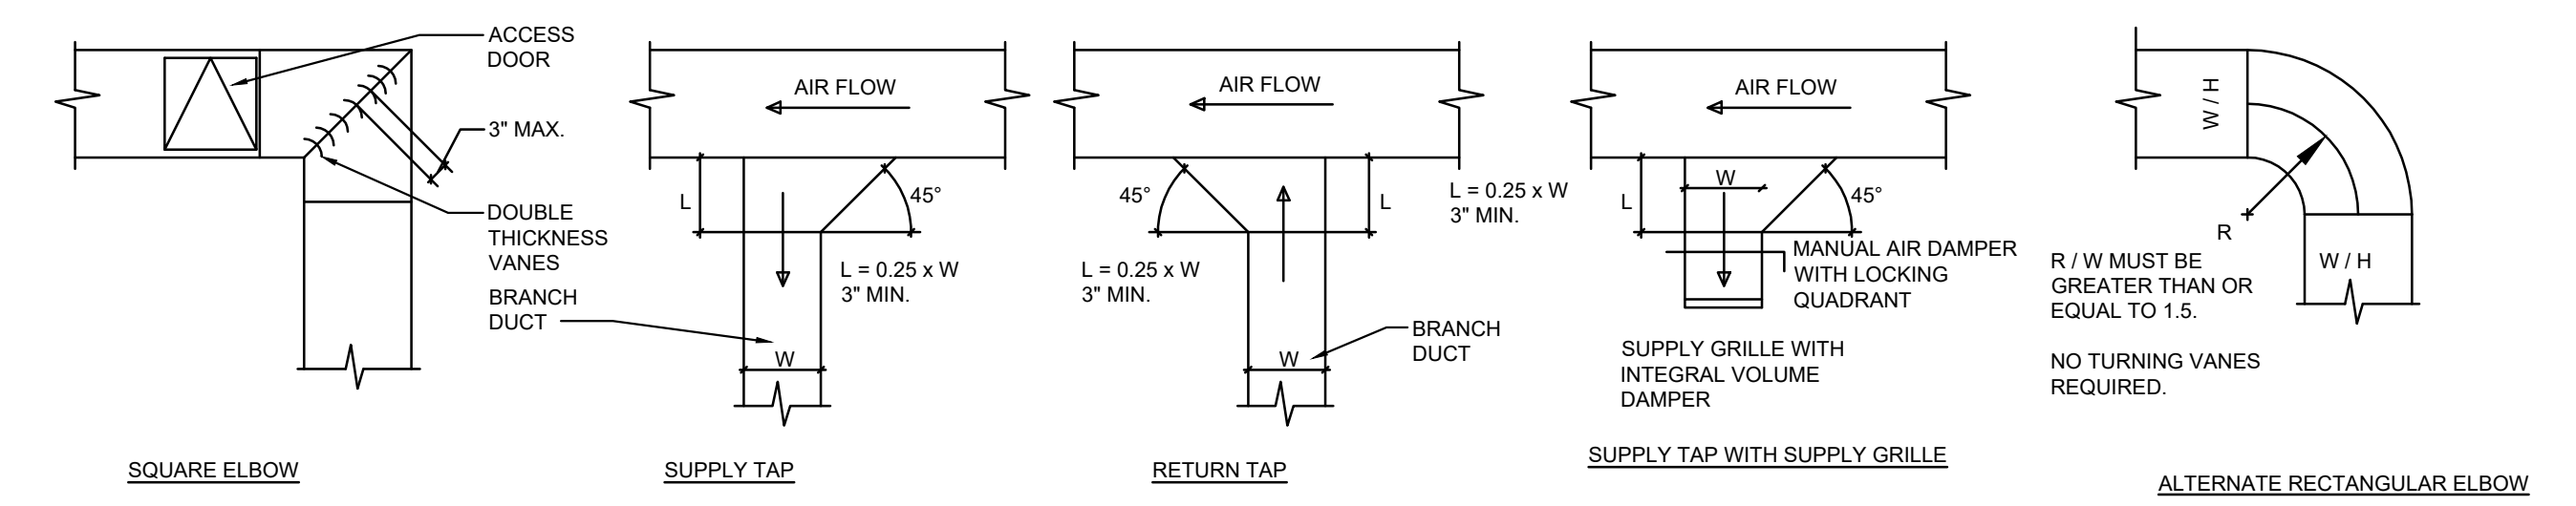 ACCESS
DOOR
3" MAX.
DOUBLE
THICKNESS
VANES
SQUARE ELBOW
AIR FLOW
L
45°
L = 0.25 x W
3" MIN.
BRANCH
DUCT
W
SUPPLY TAP
AIR FLOW
45°
L
L = 0.25 x W
3" MIN.
BRANCH
DUCT
W
RETURN TAP
AIR FLOW
L = 0.25 x W
3" MIN.
L
W
45°
MANUAL AIR DAMPER
WITH LOCKING
QUADRANT
SUPPLY GRILLE WITH
INTEGRAL VOLUME
DAMPER
SUPPLY TAP WITH SUPPLY GRILLE
W / H
R
W / H
R / W MUST BE
GREATER THAN OR
EQUAL TO 1.5.
NO TURNING VANES
REQUIRED.
ALTERNATE RECTANGULAR ELBOW